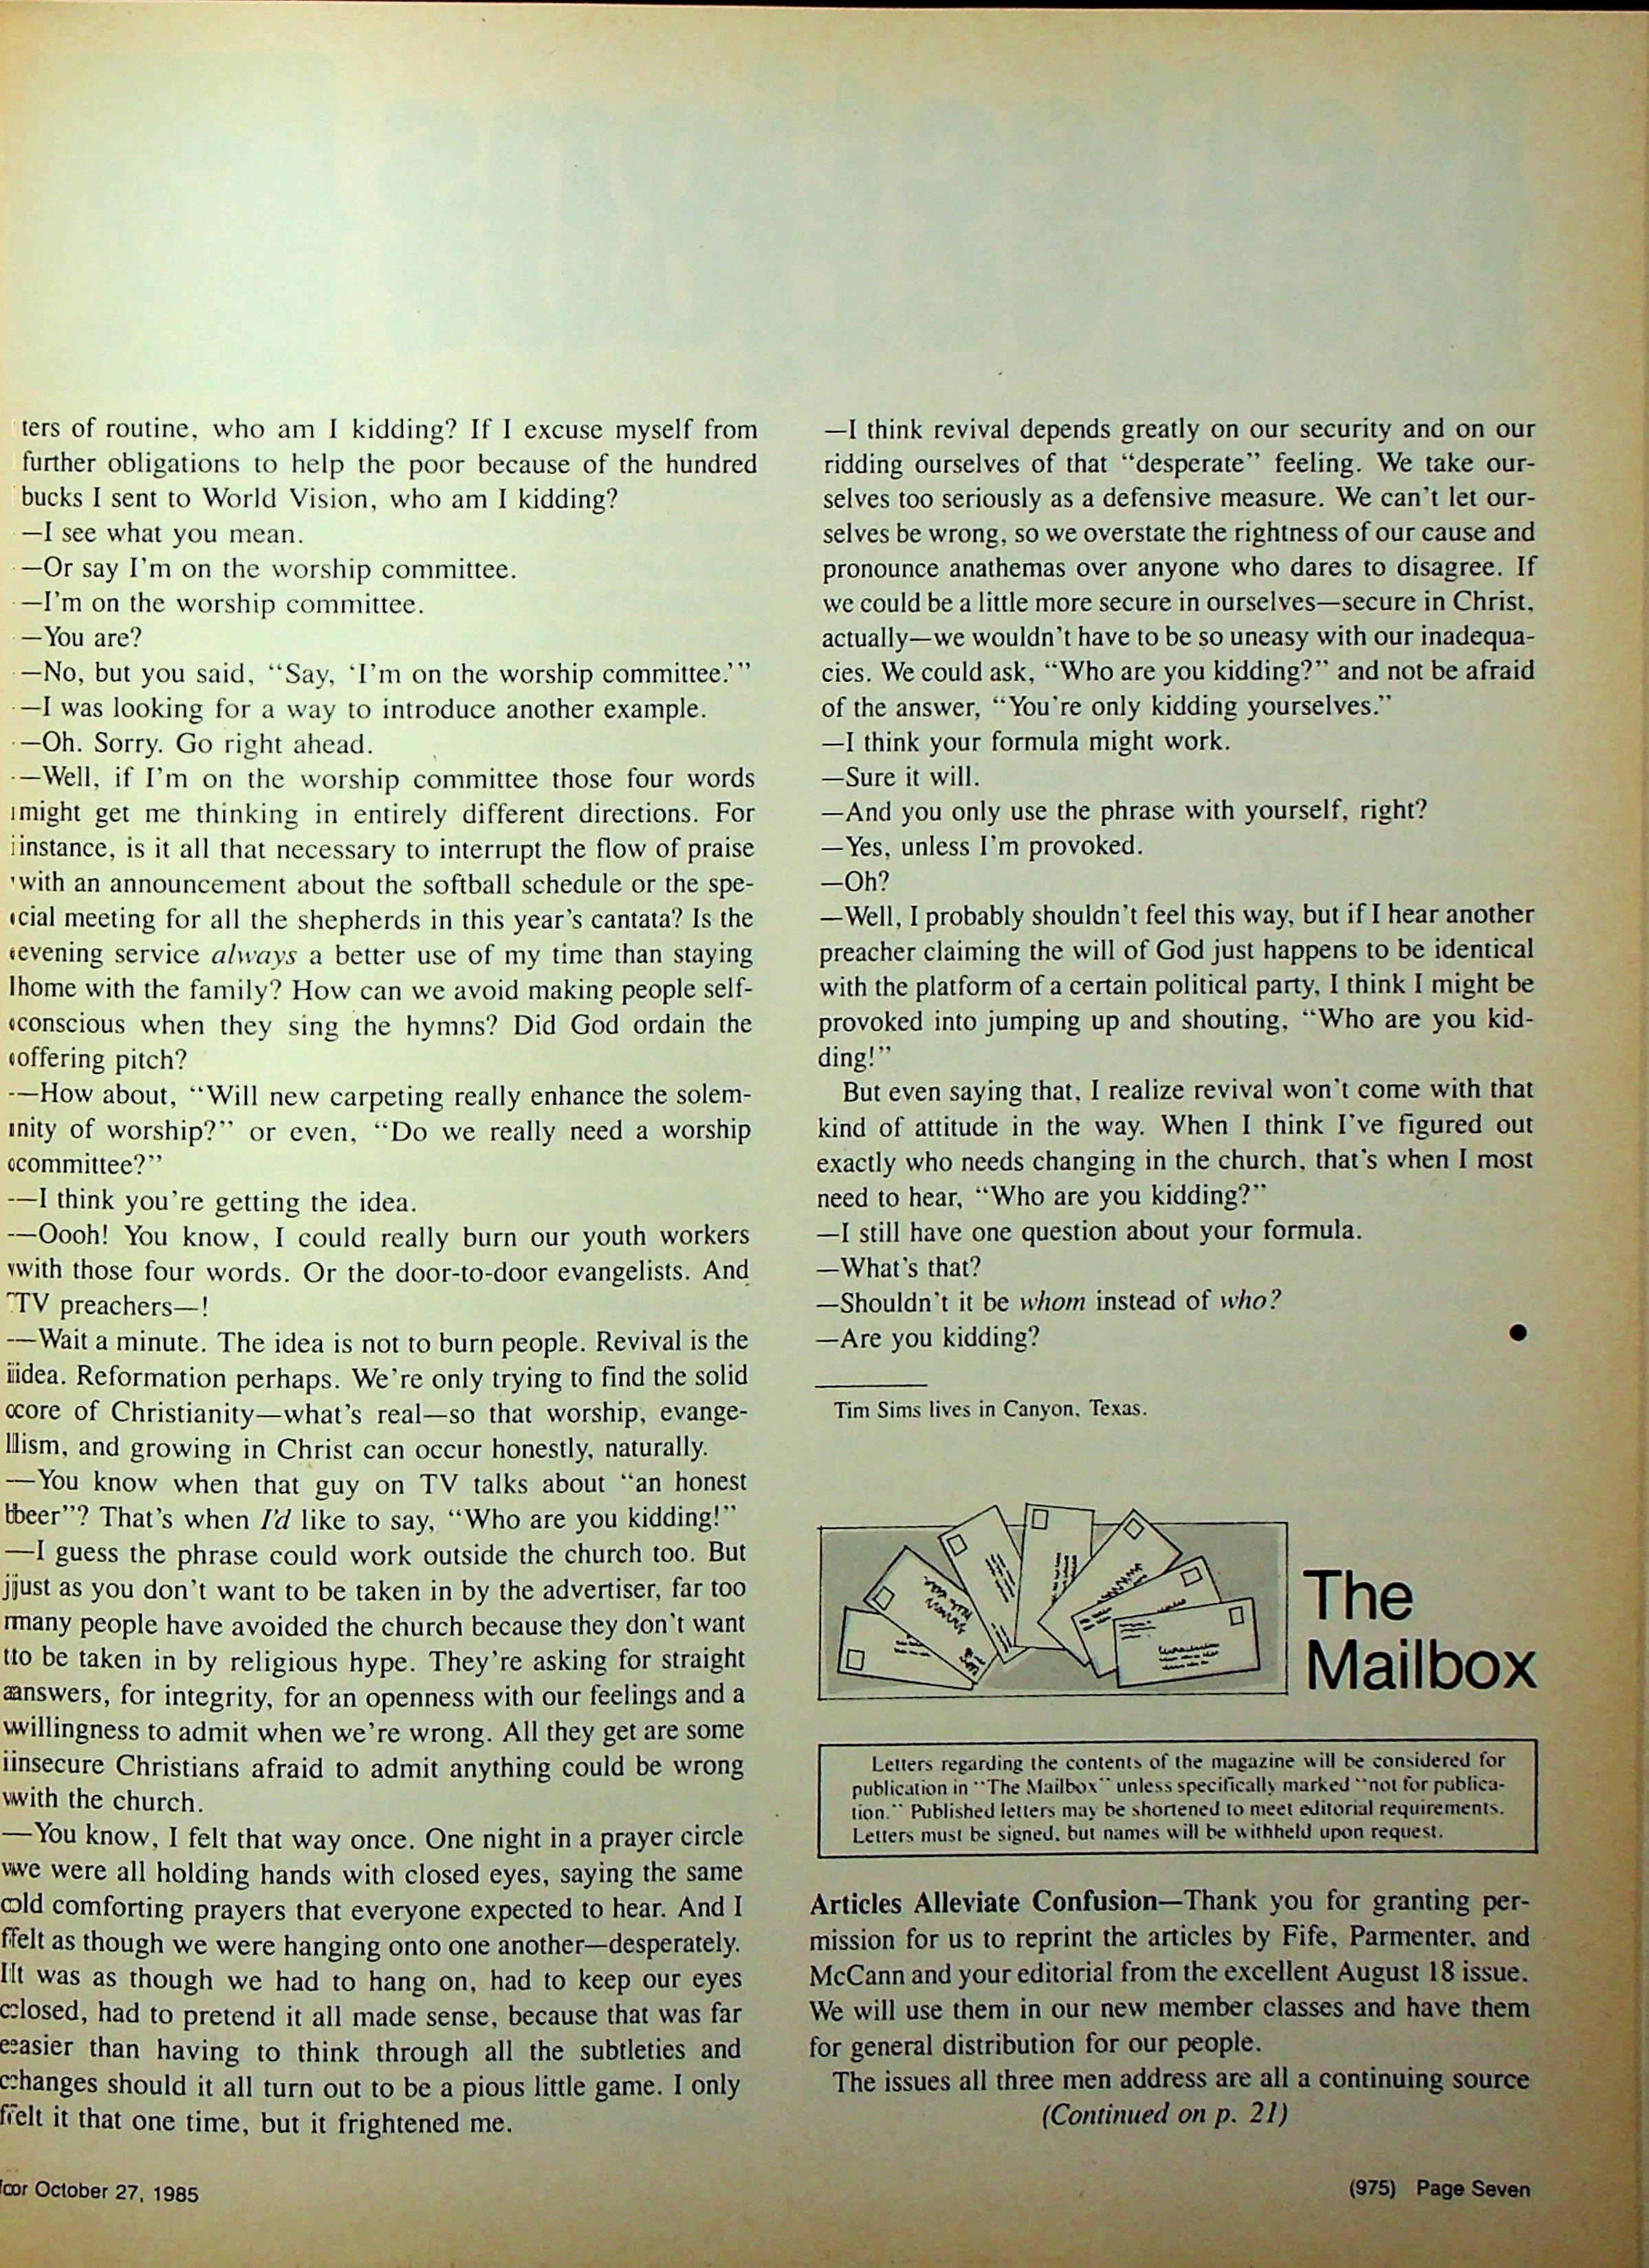 ters of routine, who am I kidding? If I excuse myself from
further obligations to help the poor because of the hundred
bucks I sent to World Vision, who am I kidding?
—I see what you mean.
—Or say I'm on the worship committee.
—I'm on the worship committee.
—You are?
—No, but you said, “Say, ‘I'm on the worship committee.’”
—I was looking for a way to introduce another example.
—Oh. Sorry. Go right ahead.
—Well, if I'm on the worship committee those four words
might get me thinking in entirely different directions. For
instance, is it all that necessary to interrupt the flow of praise
with an announcement about the softball schedule or the spe-
cial meeting for all the shepherds in this year's cantata? Is the
evening service always a better use of my time than staying
home with the family? How can we avoid making people self-
conscious when they sing the hymns? Did God ordain the
offering pitch?
—How about, “Will new carpeting really enhance the solem-
nity of worship?” or even, “Do we really need a worship
committee?”
—I think you're getting the idea.
—Oooh! You know, I could really burn our youth workers
with those four words. Or the door-to-door evangelists. And
TV preachers—!
—Wait a minute. The idea is not to burn people. Revival is the
idea. Reformation perhaps. We're only trying to find the solid
core of Christianity—what's real—so that worship, evange-
lism, and growing in Christ can occur honestly, naturally.
—You know when that guy on TV talks about “an honest
beer”? That's when I'd like to say, “Who are you kidding!”
—I guess the phrase could work outside the church too. But
just as you don't want to be taken in by the advertiser, far too
many people have avoided the church because they don't want
to be taken in by religious hype. They're asking for straight
answers, for integrity, for an openness with our feelings and a
willingness to admit when we're wrong. All they get are some
insecure Christians afraid to admit anything could be wrong
with the church.
—You know, I felt that way once. One night in a prayer circle
we were all holding hands with closed eyes, saying the same
old comforting prayers that everyone expected to hear. And I
felt as though we were hanging onto one another—desperately.
It was as though we had to hang on, had to keep our eyes
closed, had to pretend it all made sense, because that was far
easier than having to think through all the subtleties and
changes should it all turn out to be a pious little game. I only
felt it that one time, but it frightened me.
—I think revival depends greatly on our security and on our
ridding ourselves of that “desperate” feeling. We take our-
selves too seriously as a defensive measure. We can't let our-
selves be wrong, so we overstate the rightness of our cause and
pronounce anathemas over anyone who dares to disagree. If
we could be a little more secure in ourselves—secure in Christ,
actually—we wouldn't have to be so uneasy with our inadequa-
cies. We could ask, “Who are you kidding?” and not be afraid
of the answer, “You're only kidding yourselves.”
—I think your formula might work.
—Sure it will.
—And you only use the phrase with yourself, right?
—Yes, unless I'm provoked.
—Oh?
—Well, I probably shouldn't feel this way, but if I hear another
preacher claiming the will of God just happens to be identical
with the platform of a certain political party, I think I might be
provoked into jumping up and shouting, “Who are you kid-
ding!”
But even saying that, I realize revival won't come with that
kind of attitude in the way. When I think I've figured out
exactly who needs changing in the church, that's when I most
need to hear, “Who are you kidding?”
—I still have one question about your formula.
—What's that?
—Shouldn't it be whom instead of who?
—Are you kidding? ●
Tim Sims lives in Canyon, Texas.
The
Mailbox
Letters regarding the contents of the magazine will be considered for
publication in “The Mailbox” unless specifically marked “not for publica-
tion.” Published letters may be shortened to meet editorial requirements.
Letters must be signed, but names will be withheld upon request.
Articles Alleviate Confusion—Thank you for granting per-
mission for us to reprint the articles by Fife, Parmenter, and
McCann and your editorial from the excellent August 18 issue.
We will use them in our new member classes and have them
for general distribution for our people.
The issues all three men address are all a continuing source
(Continued on p. 21)
for October 27, 1985
(975) Page Seven